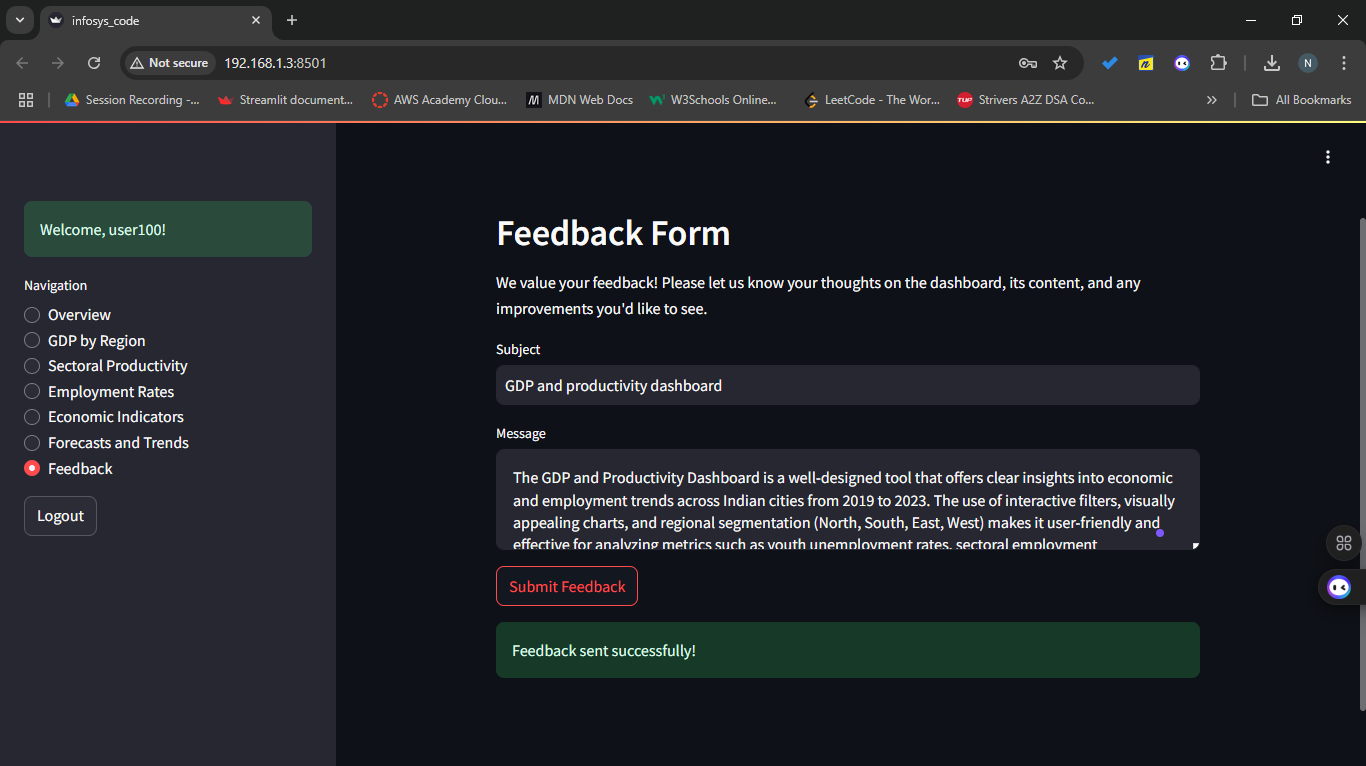 infosys_code
Not secure
192.168.1.3:8501
N
Session Recording -...
Streamlit document...
AWS Academy Clou...
MDN Web Docs
W3Schools Online...
LeetCode - The Wor...
TUF
Strivers A2Z DSA Co...
All Bookmarks
Welcome, user100!
Navigation
Overview
GDP by Region
Sectoral Productivity
Employment Rates
Economic Indicators
Forecasts and Trends
Feedback
Logout
Feedback Form
We value your feedback! Please let us know your thoughts on the dashboard, its content, and any
improvements you'd like to see.
Subject
GDP and productivity dashboard
Message
The GDP and Productivity Dashboard is a well-designed tool that offers clear insights into economic
and employment trends across Indian cities from 2019 to 2023. The use of interactive filters, visually
appealing charts, and regional segmentation (North, South, East, West) makes it user-friendly and
effective for analyzing metrics such as youth unemployment rates, sectoral employment
Submit Feedback
Feedback sent successfully!